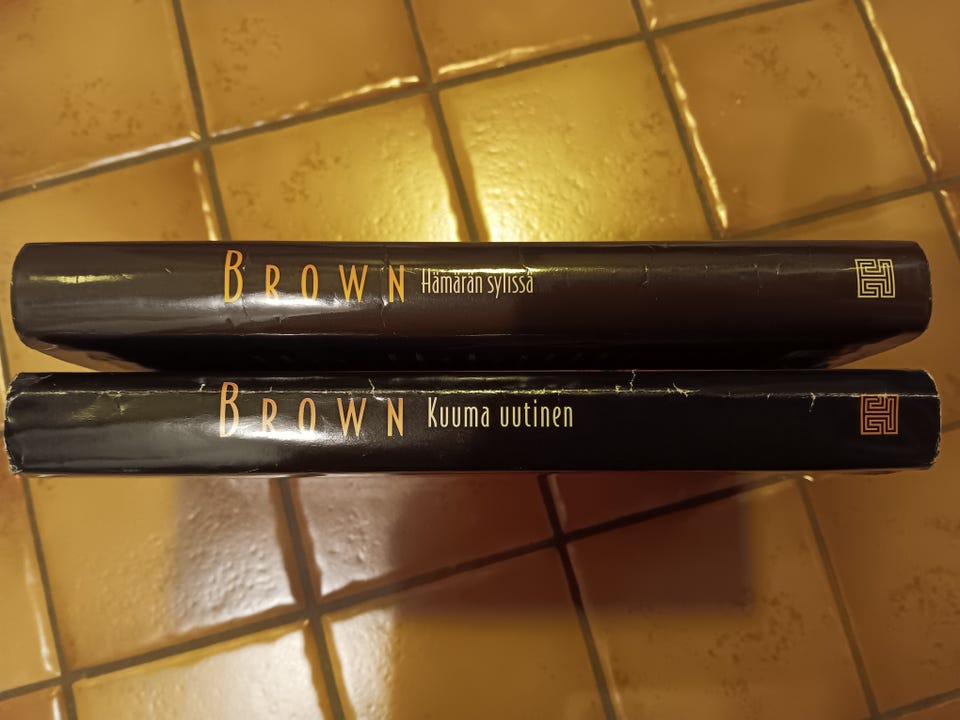 BROWN Hämärän sylissä
BROWN Kuuma uutinen